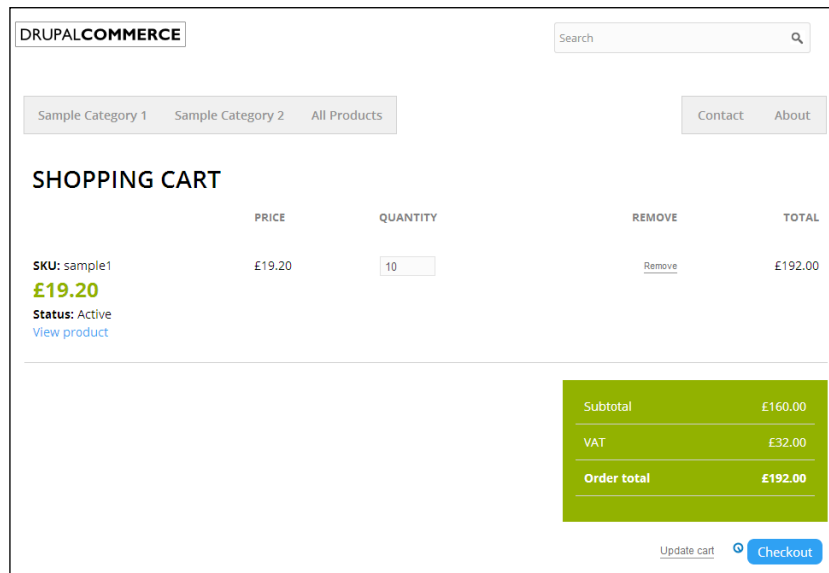 DRUPALCOMMERCE
Search
Sample Category 1 Sample Category 2 All Products Contact About
SHOPPING CART
PRICE QUANTITY REMOVE TOTAL
SKU: sample1 £19.20 10 Remove £192.00
£19.20
Status: Active
View product
Subtotal £160.00
VAT £32.00
Order total £192.00
Update cart Checkout